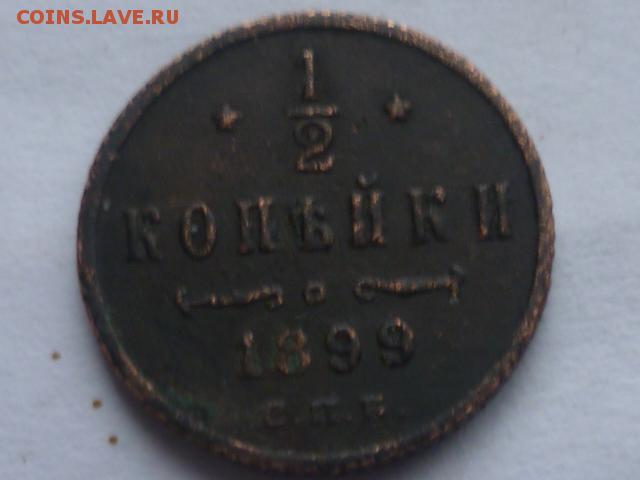 COINS.LAVE.RU
1/2
КОПѢЙКИ
1899
С.П.Б.